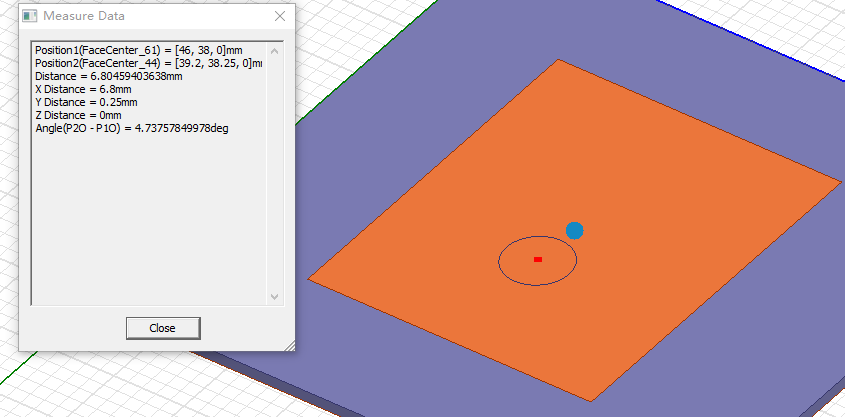 Measure Data
Position1(FaceCenter_61) = [46, 38, 0]mm
Position2(FaceCenter_44) = [39.2, 38.25, 0]m
Distance = 6.80459403638mm
X Distance = 6.8mm
Y Distance = 0.25mm
Z Distance = 0mm
Angle(P2O - P1O) = 4.73757849978deg
Close